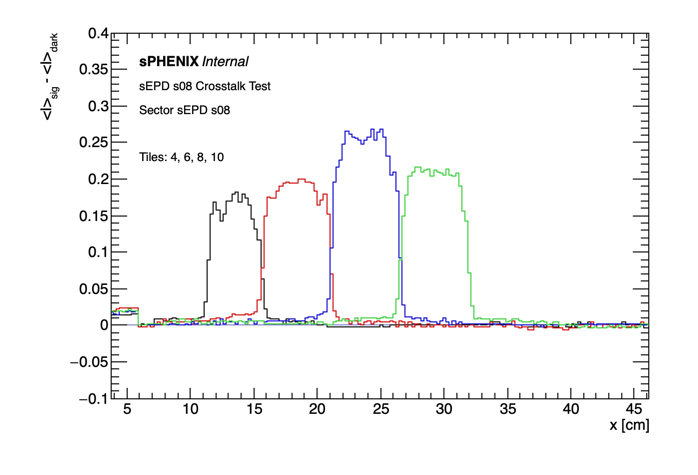 <I>sig - <I>dark
0.4
0.35
0.3
0.25
0.2
0.15
0.1
0.05
0
−0.05
−0.1
sPHENIX Internal
sEPD s08 Crosstalk Test
Sector sEPD s08
Tiles: 4, 6, 8, 10
5 10 15 20 25 30 35 40 45
x [cm]